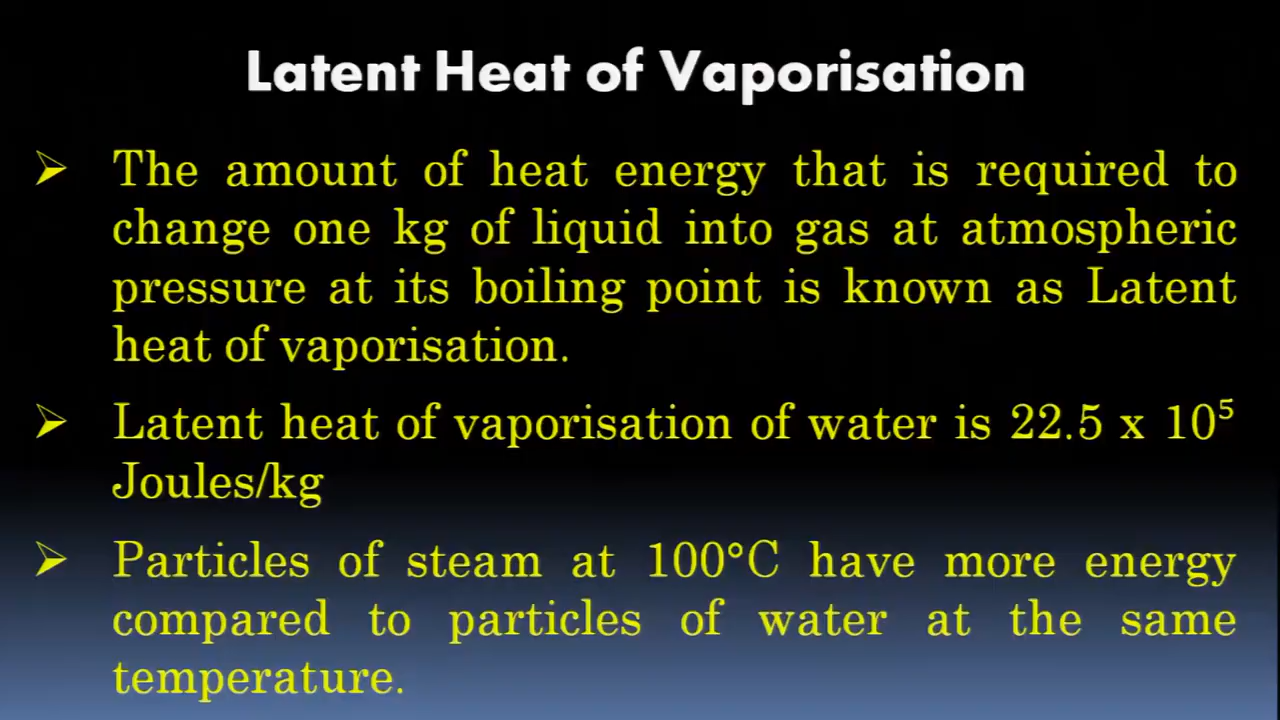 Latent Heat of Vaporisation
➢ The amount of heat energy that is required to
change one kg of liquid into gas at atmospheric
pressure at its boiling point is known as Latent
heat of vaporisation.
➢ Latent heat of vaporisation of water is 22.5 x 10⁵
Joules/kg
➢ Particles of steam at 100°C have more energy
compared to particles of water at the same
temperature.